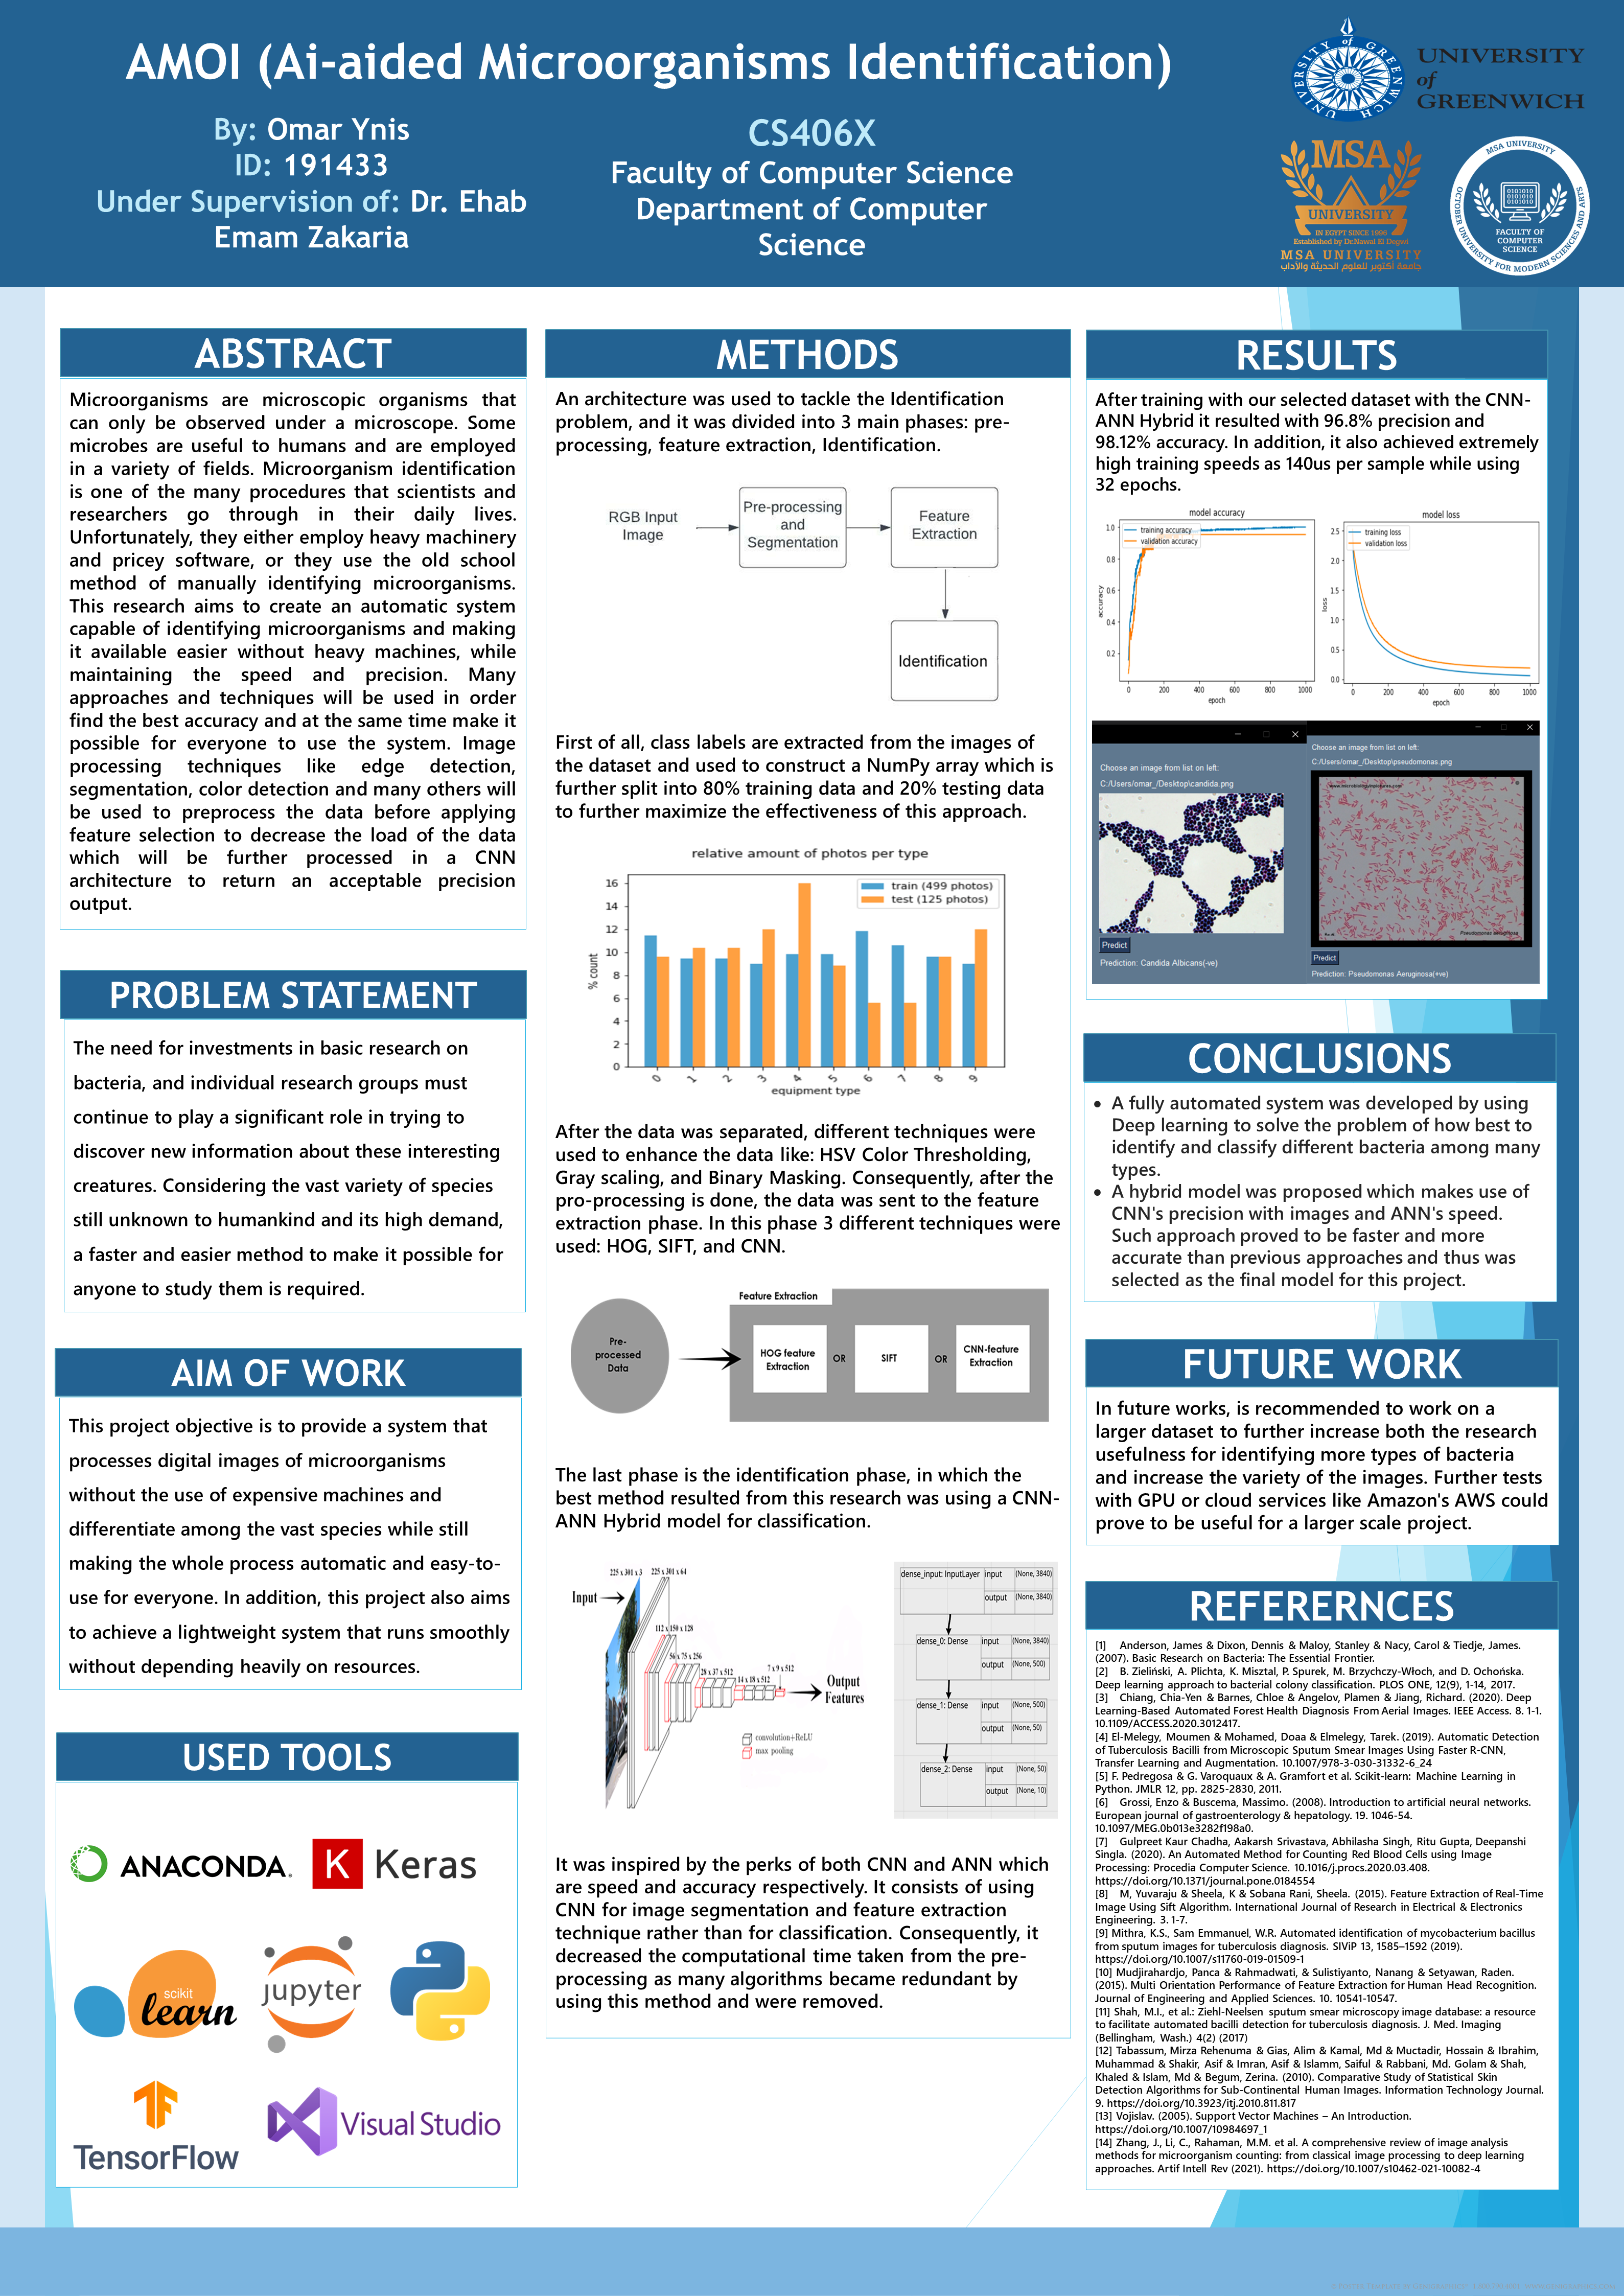 AMOI (Ai-aided Microorganisms Identification)
By: Omar Ynis
ID: 191433
Under Supervision of: Dr. Ehab
Emam Zakaria
CS406X
Faculty of Computer Science
Department of Computer
Science
UNIVERSITY of GREENWICH
UNIVERSITY
of
GREENWICH
MSA
UNIVERSITY
IN EGYPT SINCE 1996
Established by Dr.Nawal El Degwi
MSA UNIVERSITY
جامعة أكتوبر للعلوم الحديثة والآداب
MSA UNIVERSITY
OCTOBER UNIVERSITY FOR MODERN SCIENCES AND ARTS
0101010
0101010
0101010
FACULTY OF
COMPUTER
SCIENCE
ABSTRACT
Microorganisms are microscopic organisms that
can only be observed under a microscope. Some
microbes are useful to humans and are employed
in a variety of fields. Microorganism identification
is one of the many procedures that scientists and
researchers go through in their daily lives.
Unfortunately, they either employ heavy machinery
and pricey software, or they use the old school
method of manually identifying microorganisms.
This research aims to create an automatic system
capable of identifying microorganisms and making
it available easier without heavy machines, while
maintaining the speed and precision. Many
approaches and techniques will be used in order
find the best accuracy and at the same time make it
possible for everyone to use the system. Image
processing techniques like edge detection,
segmentation, color detection and many others will
be used to preprocess the data before applying
feature selection to decrease the load of the data
which will be further processed in a CNN
architecture to return an acceptable precision
output.
PROBLEM STATEMENT
The need for investments in basic research on
bacteria, and individual research groups must
continue to play a significant role in trying to
discover new information about these interesting
creatures. Considering the vast variety of species
still unknown to humankind and its high demand,
a faster and easier method to make it possible for
anyone to study them is required.
AIM OF WORK
This project objective is to provide a system that
processes digital images of microorganisms
without the use of expensive machines and
differentiate among the vast species while still
making the whole process automatic and easy-to-
use for everyone. In addition, this project also aims
to achieve a lightweight system that runs smoothly
without depending heavily on resources.
USED TOOLS
ANACONDA.
K Keras
scikit
learn
jupyter
TensorFlow
Visual Studio
METHODS
An architecture was used to tackle the Identification
problem, and it was divided into 3 main phases: pre-
processing, feature extraction, Identification.
RGB Input
Image
Pre-processing
and
Segmentation
Feature
Extraction
Identification
First of all, class labels are extracted from the images of
the dataset and used to construct a NumPy array which is
further split into 80% training data and 20% testing data
to further maximize the effectiveness of this approach.
relative amount of photos per type
train (499 photos)
test (125 photos)
% count
16
14
12
10
8
6
4
2
0
0 1 2 3 4 5 6 7 8 9
equipment type
After the data was separated, different techniques were
used to enhance the data like: HSV Color Thresholding,
Gray scaling, and Binary Masking. Consequently, after the
pro-processing is done, the data was sent to the feature
extraction phase. In this phase 3 different techniques were
used: HOG, SIFT, and CNN.
Feature Extraction
Pre-
processed
Data
HOG feature
Extraction
OR
SIFT
OR
CNN-feature
Extraction
The last phase is the identification phase, in which the
best method resulted from this research was using a CNN-
ANN Hybrid model for classification.
225 x 301 x 3 225 x 301 x 64
Input
112 x 150 x 128
56 x 75 x 256
28 x 37 x 512
14 x 18 x 512
7 x 9 x 512
Output
Features
convolution+ReLU
max pooling
dense_input: InputLayer input (None, 3840)
output (None, 3840)
dense_0: Dense input (None, 3840)
output (None, 500)
dense_1: Dense input (None, 500)
output (None, 50)
dense_2: Dense input (None, 50)
output (None, 10)
It was inspired by the perks of both CNN and ANN which
are speed and accuracy respectively. It consists of using
CNN for image segmentation and feature extraction
technique rather than for classification. Consequently, it
decreased the computational time taken from the pre-
processing as many algorithms became redundant by
using this method and were removed.
RESULTS
After training with our selected dataset with the CNN-
ANN Hybrid it resulted with 96.8% precision and
98.12% accuracy. In addition, it also achieved extremely
high training speeds as 140us per sample while using
32 epochs.
model accuracy
training accuracy
validation accuracy
accuracy
1.0
0.8
0.6
0.4
0.2
0 200 400 600 800 1000
epoch
model loss
training loss
validation loss
loss
2.5
2.0
1.5
1.0
0.5
0.0
0 200 400 600 800 1000
epoch
Choose an image from list on left:
C:/Users/omar_/Desktop\candida.png
Predict
Prediction: Candida Albicans(-ve)
Choose an image from list on left:
C:/Users/omar_/Desktop\pseudomonas.png
Pseudomonas aeruginosa
Predict
Prediction: Pseudomonas Aeruginosa(+ve)
CONCLUSIONS
• A fully automated system was developed by using
Deep learning to solve the problem of how best to
identify and classify different bacteria among many
types.
• A hybrid model was proposed which makes use of
CNN's precision with images and ANN's speed.
Such approach proved to be faster and more
accurate than previous approaches and thus was
selected as the final model for this project.
FUTURE WORK
In future works, is recommended to work on a
larger dataset to further increase both the research
usefulness for identifying more types of bacteria
and increase the variety of the images. Further tests
with GPU or cloud services like Amazon's AWS could
prove to be useful for a larger scale project.
REFERERNCES
[1] Anderson, James & Dixon, Dennis & Maloy, Stanley & Nacy, Carol & Tiedje, James.
(2007). Basic Research on Bacteria: The Essential Frontier.
[2] B. Zieliński, A. Plichta, K. Misztal, P. Spurek, M. Brzychczy-Włoch, and D. Ochońska.
Deep learning approach to bacterial colony classification. PLOS ONE, 12(9), 1-14, 2017.
[3] Chiang, Chia-Yen & Barnes, Chloe & Angelov, Plamen & Jiang, Richard. (2020). Deep
Learning-Based Automated Forest Health Diagnosis From Aerial Images. IEEE Access. 8. 1-1.
10.1109/ACCESS.2020.3012417.
[4] El-Melegy, Moumen & Mohamed, Doaa & Elmelegy, Tarek. (2019). Automatic Detection
of Tuberculosis Bacilli from Microscopic Sputum Smear Images Using Faster R-CNN,
Transfer Learning and Augmentation. 10.1007/978-3-030-31332-6_24
[5] F. Pedregosa & G. Varoquaux & A. Gramfort et al. Scikit-learn: Machine Learning in
Python. JMLR 12, pp. 2825-2830, 2011.
[6] Grossi, Enzo & Buscema, Massimo. (2008). Introduction to artificial neural networks.
European journal of gastroenterology & hepatology. 19. 1046-54.
10.1097/MEG.0b013e3282f198a0.
[7] Gulpreet Kaur Chadha, Aakarsh Srivastava, Abhilasha Singh, Ritu Gupta, Deepanshi
Singla. (2020). An Automated Method for Counting Red Blood Cells using Image
Processing: Procedia Computer Science. 10.1016/j.procs.2020.03.408.
https://doi.org/10.1371/journal.pone.0184554
[8] M, Yuvaraju & Sheela, K & Sobana Rani, Sheela. (2015). Feature Extraction of Real-Time
Image Using Sift Algorithm. International Journal of Research in Electrical & Electronics
Engineering. 3. 1-7.
[9] Mithra, K.S., Sam Emmanuel, W.R. Automated identification of mycobacterium bacillus
from sputum images for tuberculosis diagnosis. SIViP 13, 1585–1592 (2019).
https://doi.org/10.1007/s11760-019-01509-1
[10] Mudjirahardjo, Panca & Rahmadwati, & Sulistiyanto, Nanang & Setyawan, Raden.
(2015). Multi Orientation Performance of Feature Extraction for Human Head Recognition.
Journal of Engineering and Applied Sciences. 10. 10541-10547.
[11] Shah, M.I., et al.: Ziehl-Neelsen sputum smear microscopy image database: a resource
to facilitate automated bacilli detection for tuberculosis diagnosis. J. Med. Imaging
(Bellingham, Wash.) 4(2) (2017)
[12] Tabassum, Mirza Rehenuma & Gias, Alim & Kamal, Md & Muctadir, Hossain & Ibrahim,
Muhammad & Shakir, Asif & Imran, Asif & Islamm, Saiful & Rabbani, Md. Golam & Shah,
Khaled & Islam, Md & Begum, Zerina. (2010). Comparative Study of Statistical Skin
Detection Algorithms for Sub-Continental Human Images. Information Technology Journal.
9. https://doi.org/10.3923/itj.2010.811.817
[13] Vojislav. (2005). Support Vector Machines – An Introduction.
https://doi.org/10.1007/10984697_1
[14] Zhang, J., Li, C., Rahaman, M.M. et al. A comprehensive review of image analysis
methods for microorganism counting: from classical image processing to deep learning
approaches. Artif Intell Rev (2021). https://doi.org/10.1007/s10462-021-10082-4